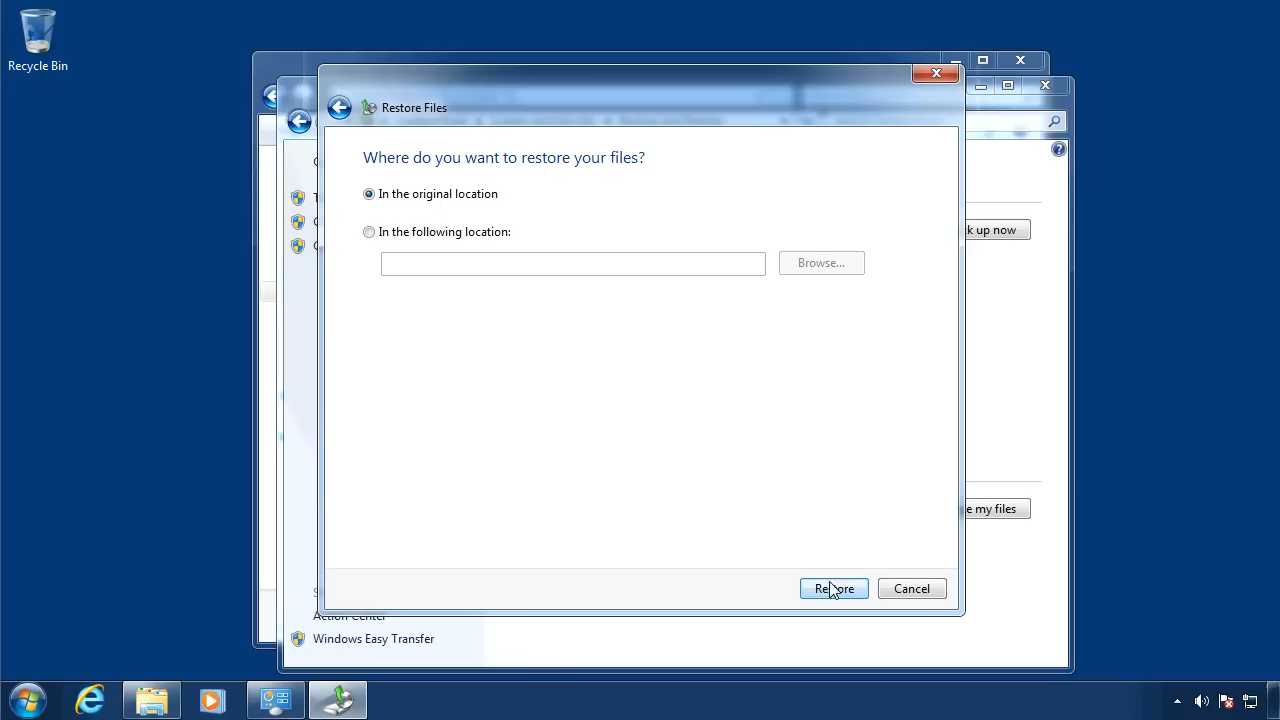 Recycle Bin
Restore Files
Where do you want to restore your files?
In the original location
In the following location:
Browse...
k up now
e my files
Restore
Cancel
Action Center
Windows Easy Transfer